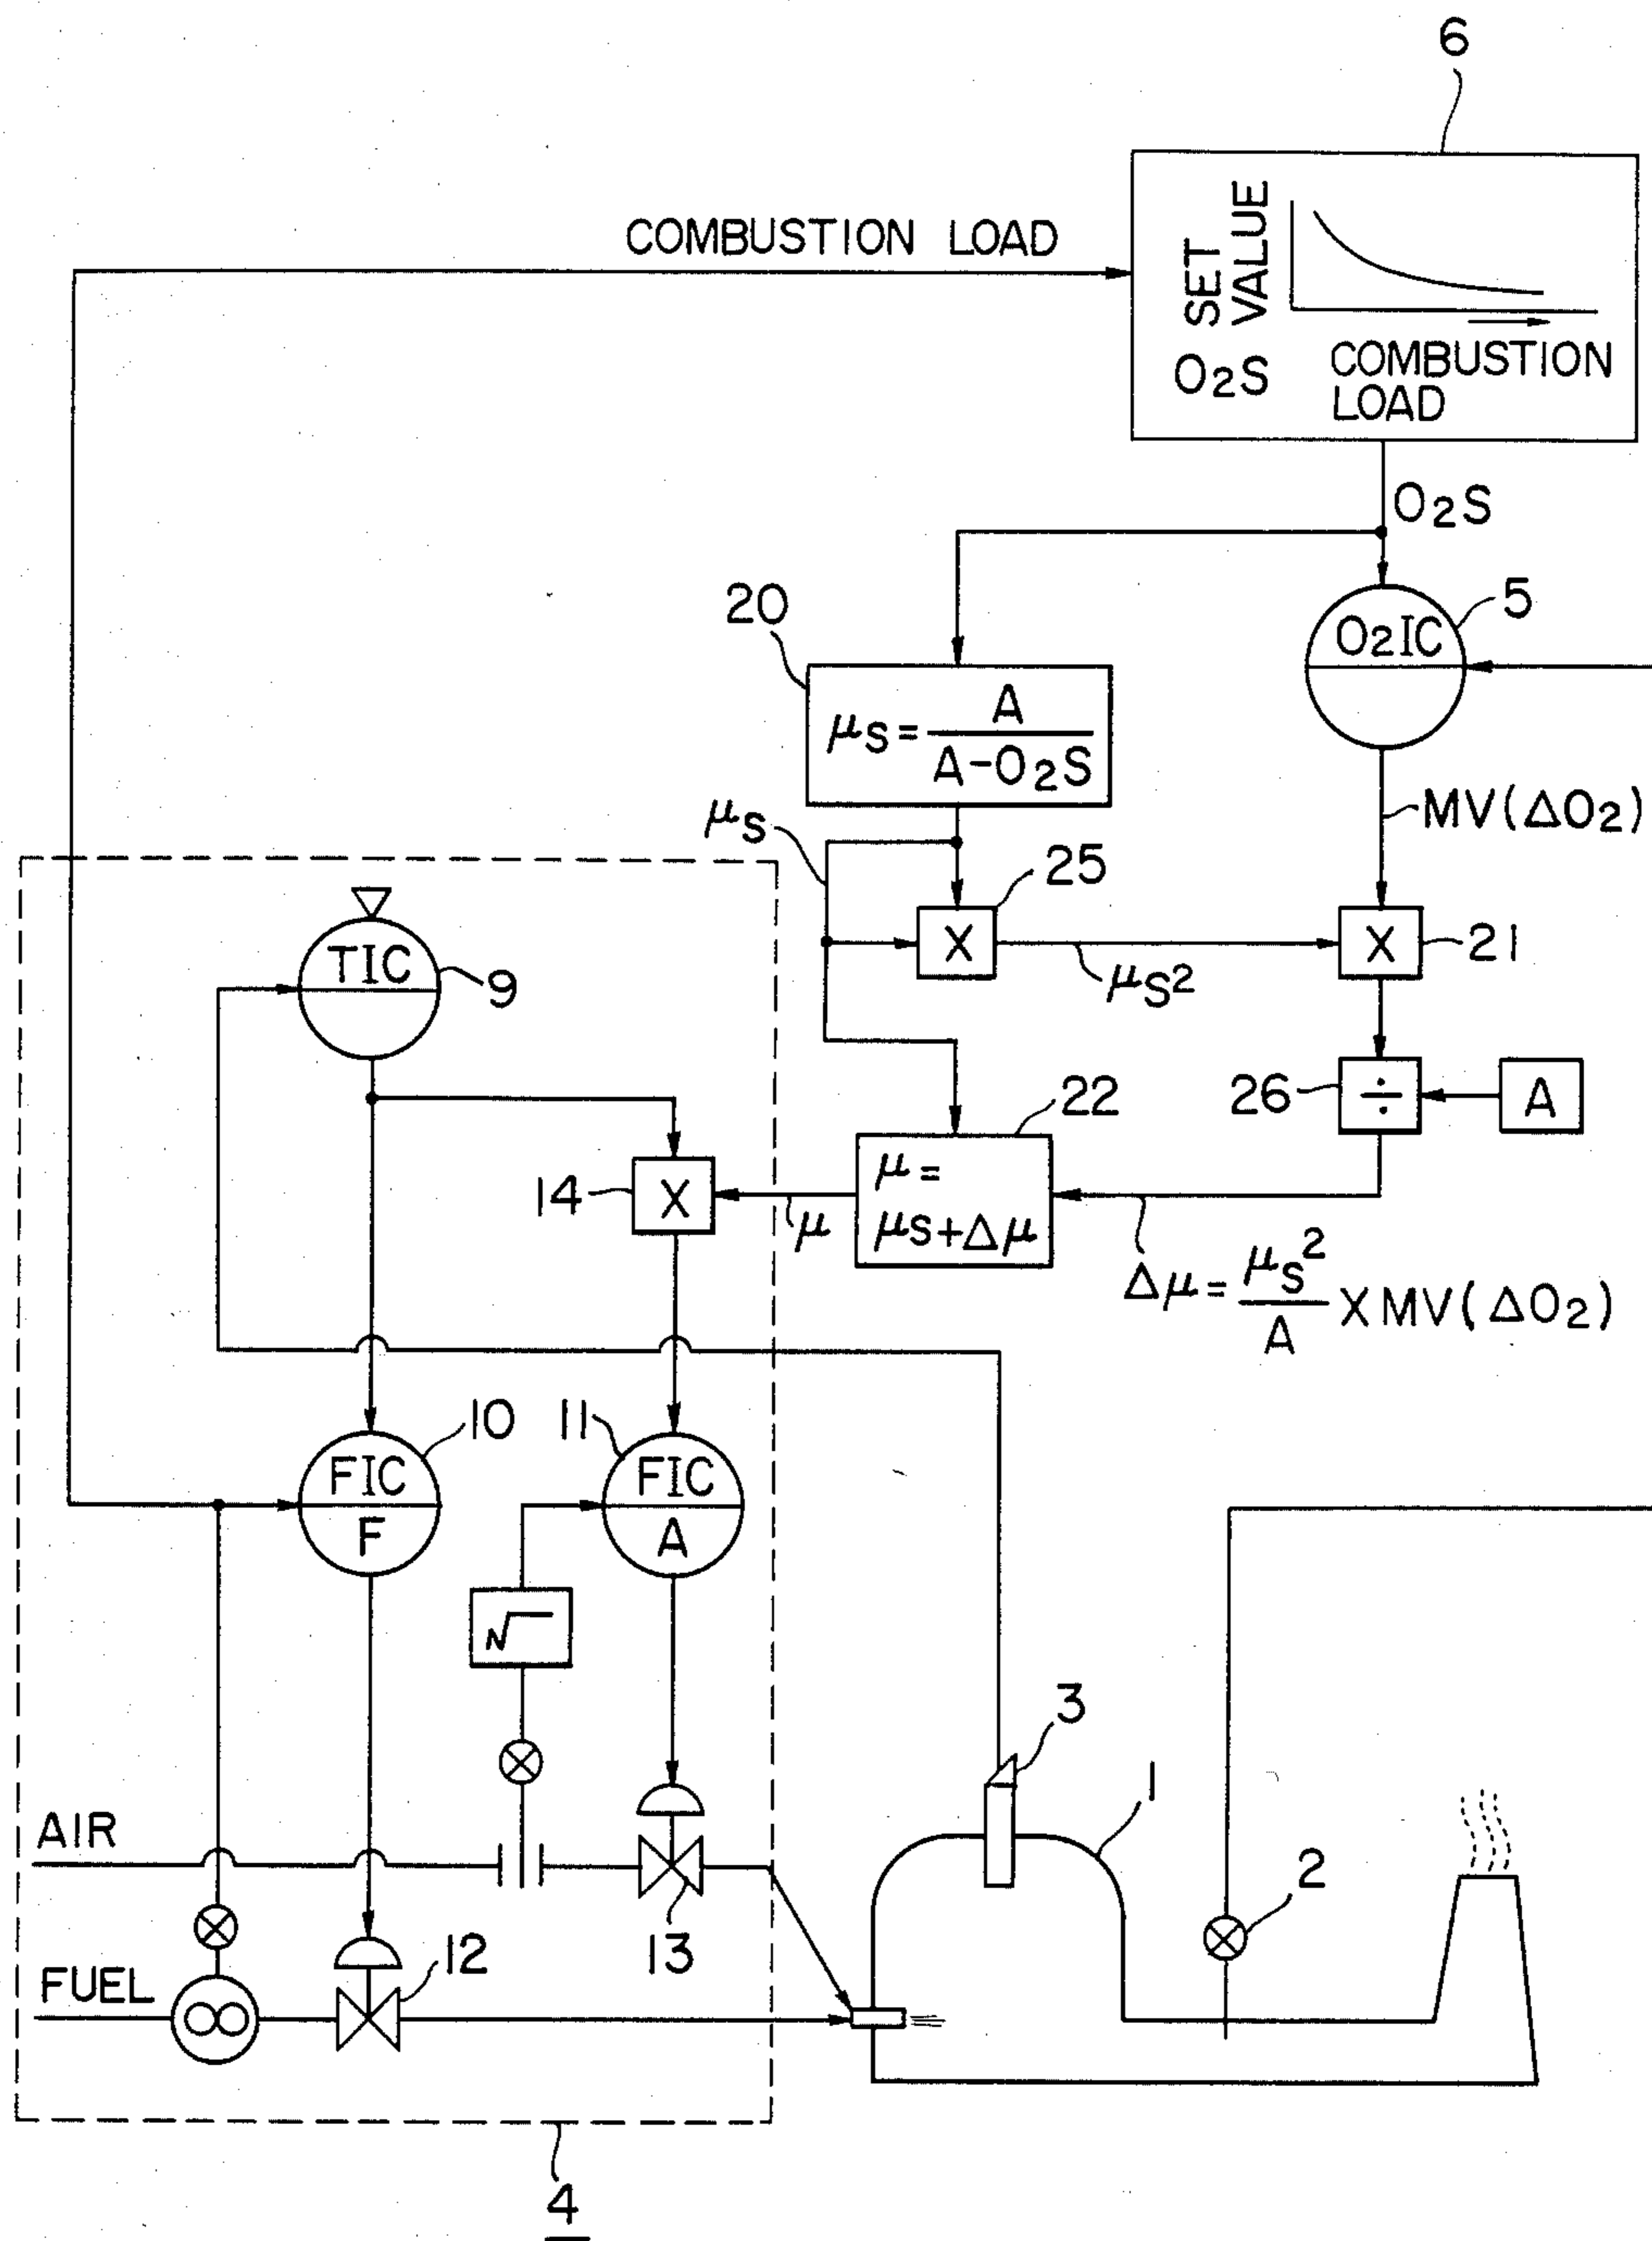 6
COMBUSTION LOAD
SET
VALUE
O2S
COMBUSTION
LOAD
O2S
20
5
O2IC
μs = A / A-O2S
μs
MV(ΔO2)
25
X
X
21
TIC
9
μs²
26
÷
A
22
14
X
μ
μ =
μs+Δμ
Δμ = μs² / A X MV(ΔO2)
10
11
FIC
F
FIC
A
√
3
1
AIR
2
13
12
FUEL
4